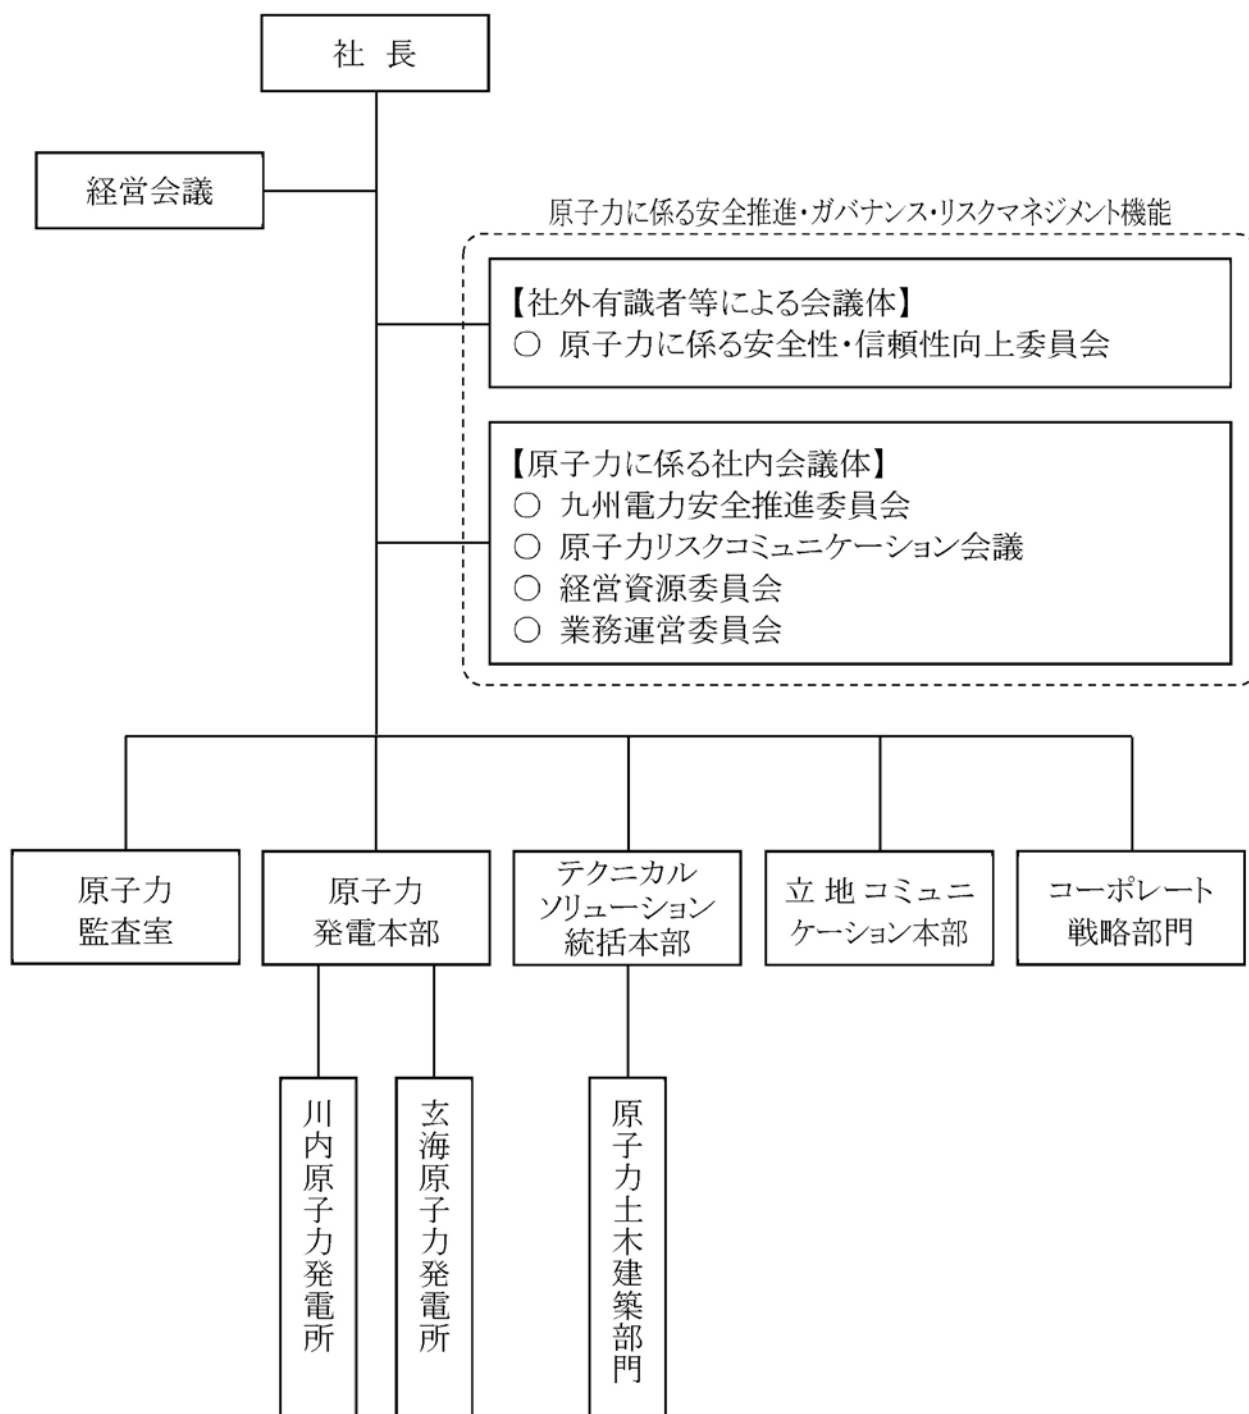 社 長
経営会議
原子力に係る安全推進・ガバナンス・リスクマネジメント機能
【社外有識者等による会議体】
○ 原子力に係る安全性・信頼性向上委員会
【原子力に係る社内会議体】
○ 九州電力安全推進委員会
○ 原子力リスクコミュニケーション会議
○ 経営資源委員会
○ 業務運営委員会
原子力
監査室
原子力
発電本部
テクニカル
ソリューション
統括本部
立地コミュニ
ケーション本部
コーポレート
戦略部門
川内原子力発電所
玄海原子力発電所
原子力土木建築部門